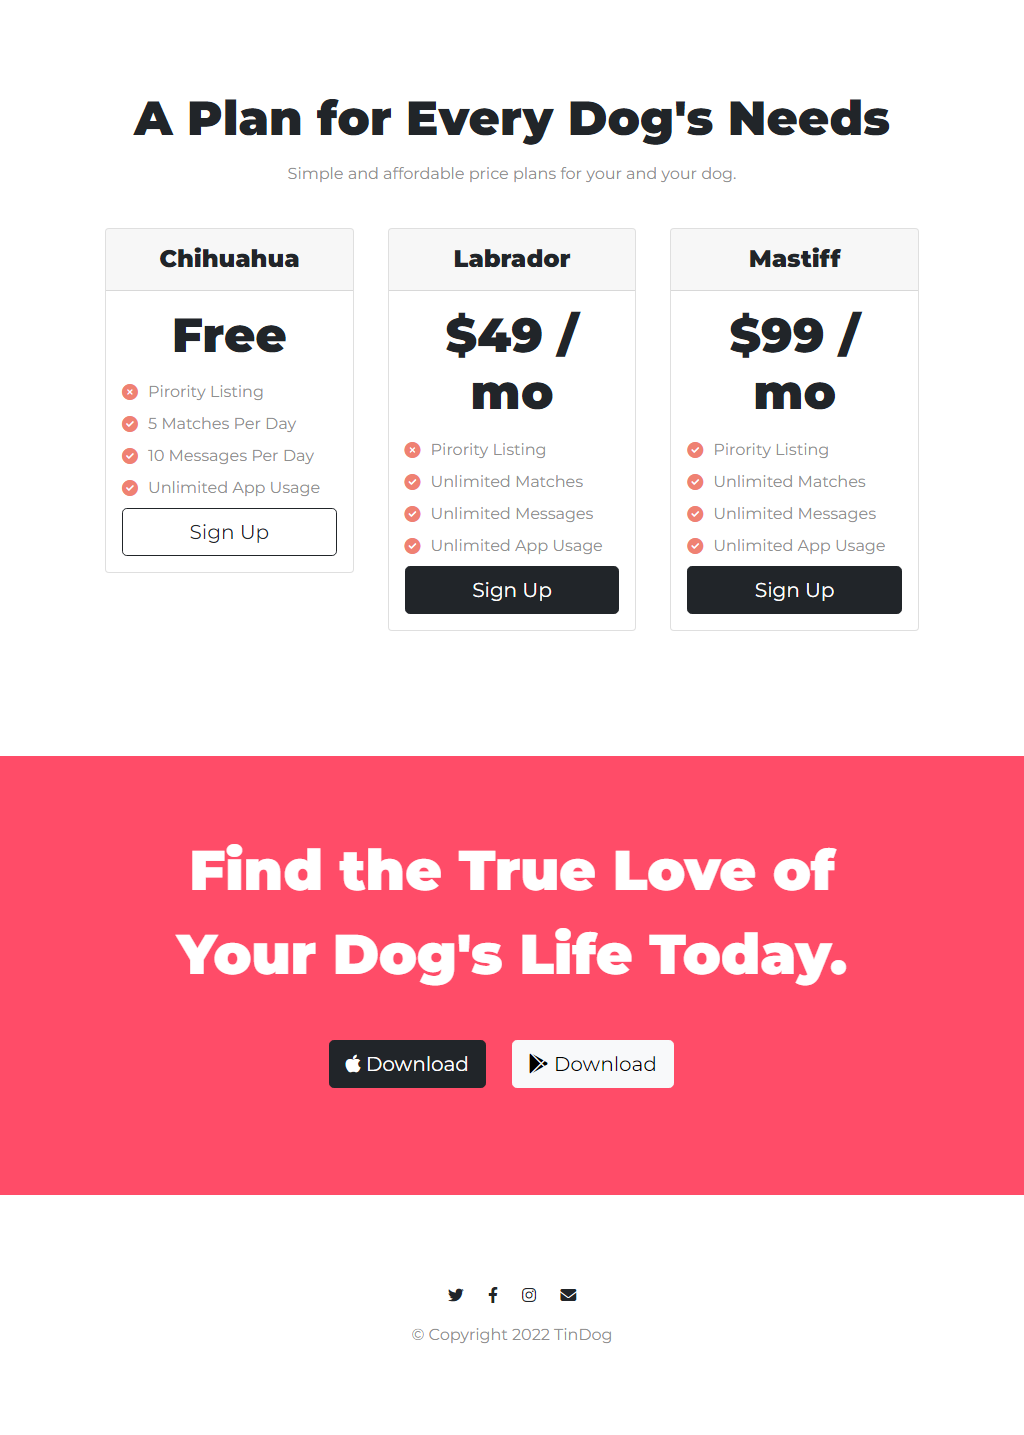 A Plan for Every Dog's Needs
Simple and affordable price plans for your and your dog.
Chihuahua
Free
Pirority Listing
5 Matches Per Day
10 Messages Per Day
Unlimited App Usage
Sign Up
Labrador
$49 /
mo
Pirority Listing
Unlimited Matches
Unlimited Messages
Unlimited App Usage
Sign Up
Mastiff
$99 /
mo
Pirority Listing
Unlimited Matches
Unlimited Messages
Unlimited App Usage
Sign Up
Find the True Love of
Your Dog's Life Today.
Download
Download
© Copyright 2022 TinDog